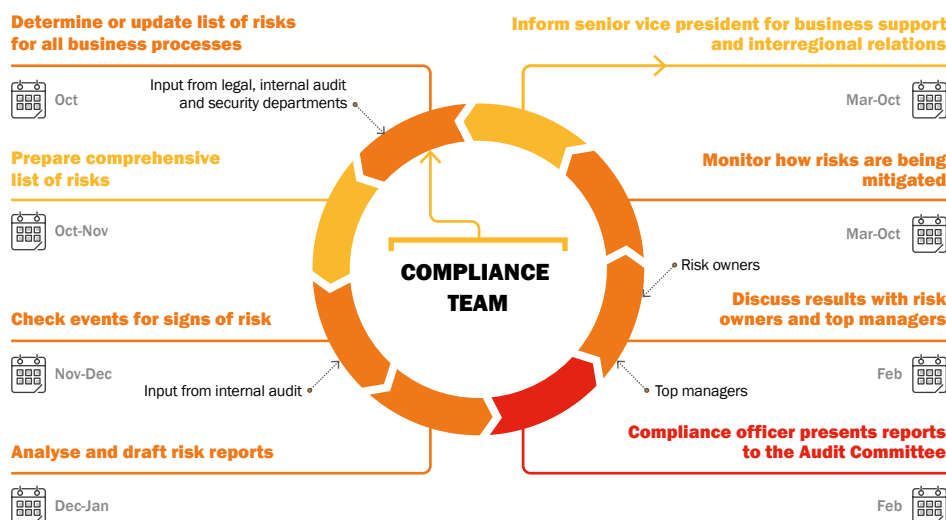 Determine or update list of risks
for all business processes
Oct
Input from legal, internal audit
and security departments
Prepare comprehensive
list of risks
Oct-Nov
Check events for signs of risk
Nov-Dec
Input from internal audit
Analyse and draft risk reports
Dec-Jan
COMPLIANCE
TEAM
Inform senior vice president for business support
and interregional relations
Mar-Oct
Monitor how risks are being
mitigated
Mar-Oct
Risk owners
Discuss results with risk
owners and top managers
Feb
Top managers
Compliance officer presents reports
to the Audit Committee
Feb